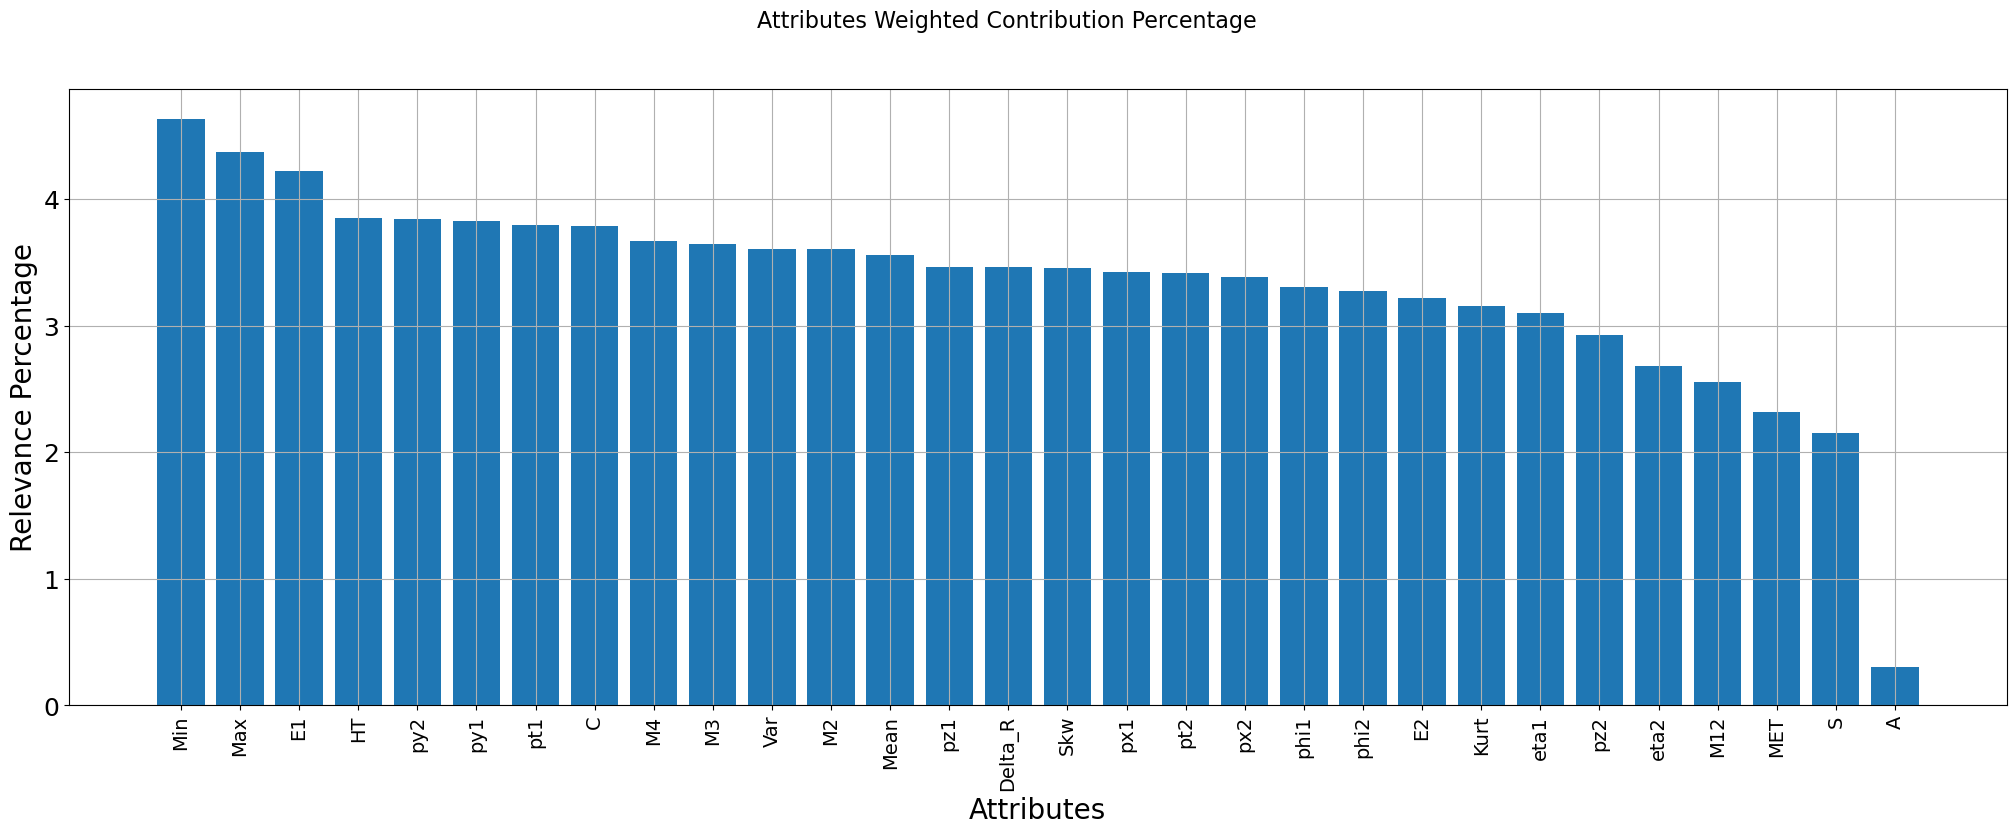 Attributes Weighted Contribution Percentage
Relevance Percentage
4
3
2
1
0
Min
Max
E1
HT
py2
py1
pt1
C
M4
M3
Var
M2
Mean
pz1
Delta_R
Skw
px1
pt2
px2
phi1
phi2
E2
Kurt
eta1
pz2
eta2
M12
MET
S
A
Attributes